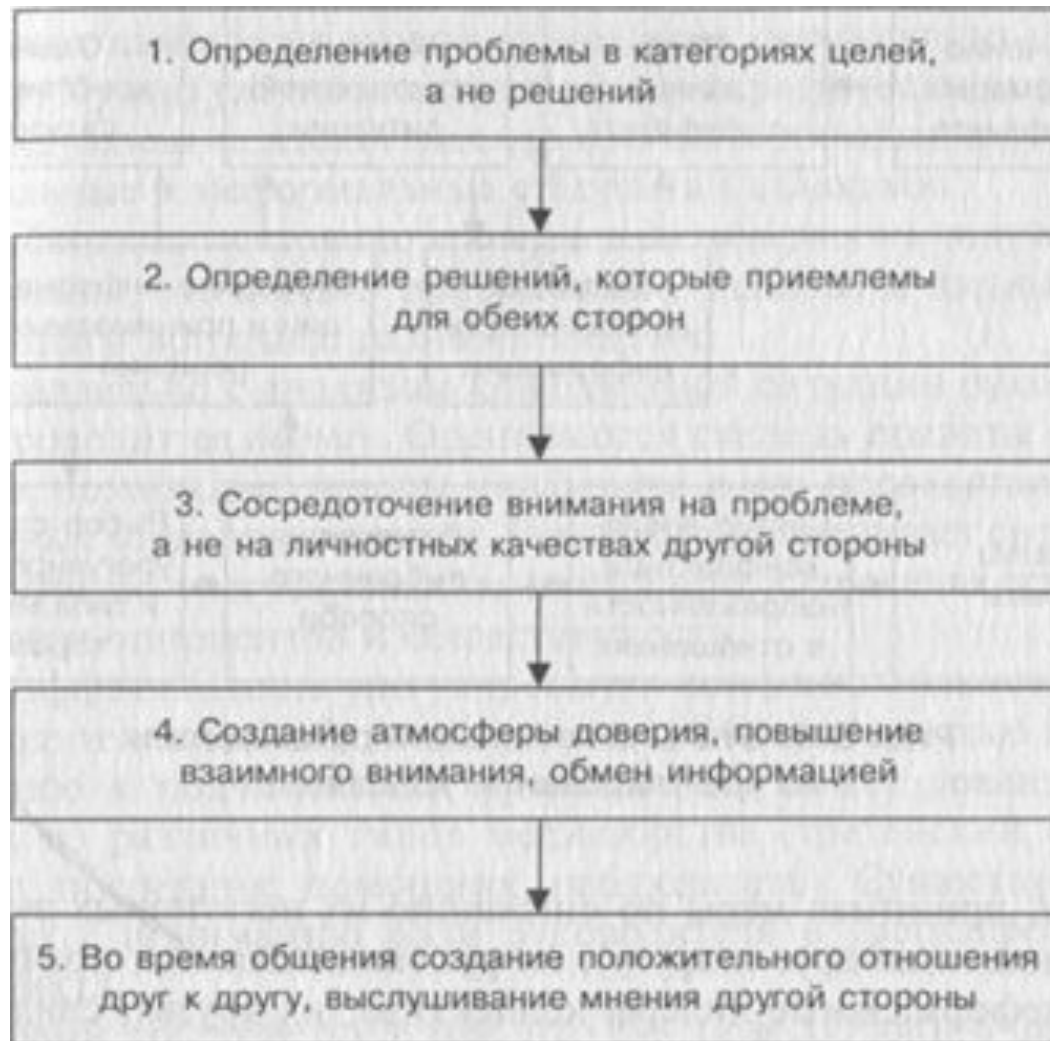 1. Определение проблемы в категориях целей,
а не решений
2. Определение решений, которые приемлемы
для обеих сторон
3. Сосредоточение внимания на проблеме,
а не на личностных качествах другой стороны
4. Создание атмосферы доверия, повышение
взаимного внимания, обмен информацией
5. Во время общения создание положительного отношения
друг к другу, выслушивание мнения другой стороны